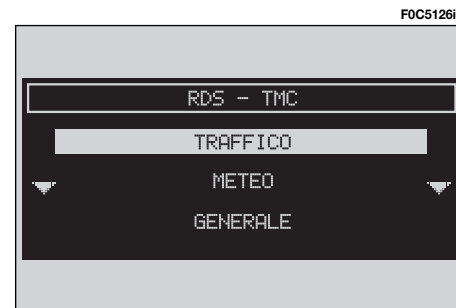 F0C5126i
RDS - TMC
TRAFFICO
METEO
GENERALE